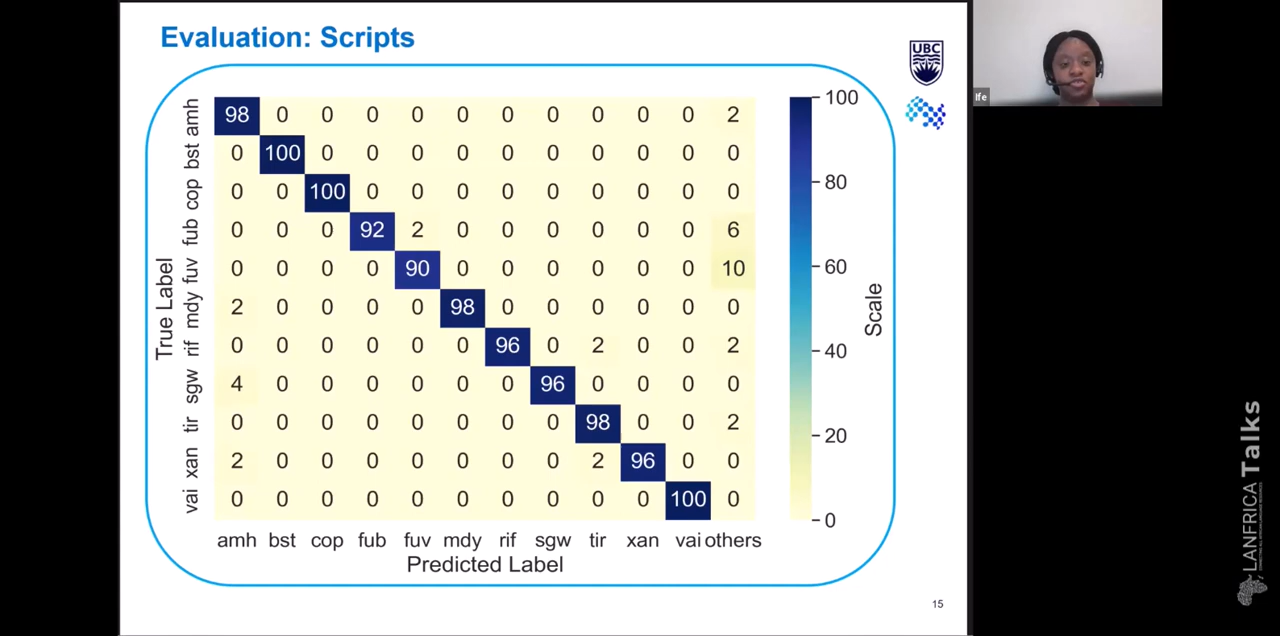 Evaluation: Scripts
UBC
Ife
True Label
amh 98 0 0 0 0 0 0 0 0 0 0 2
bst 0 100 0 0 0 0 0 0 0 0 0 0
cop 0 0 100 0 0 0 0 0 0 0 0 0
fub 0 0 0 92 2 0 0 0 0 0 0 6
fuv 0 0 0 0 90 0 0 0 0 0 0 10
mdy 2 0 0 0 0 98 0 0 0 0 0 0
rif 0 0 0 0 0 0 96 0 2 0 0 2
sgw 4 0 0 0 0 0 0 96 0 0 0 0
tir 0 0 0 0 0 0 0 0 98 0 0 2
xan 2 0 0 0 0 0 0 0 2 96 0 0
vai 0 0 0 0 0 0 0 0 0 0 100 0
amh bst cop fub fuv mdy rif sgw tir xan vai others
Predicted Label
100
80
60
40
20
0
Scale
15
LANFRICA Talks